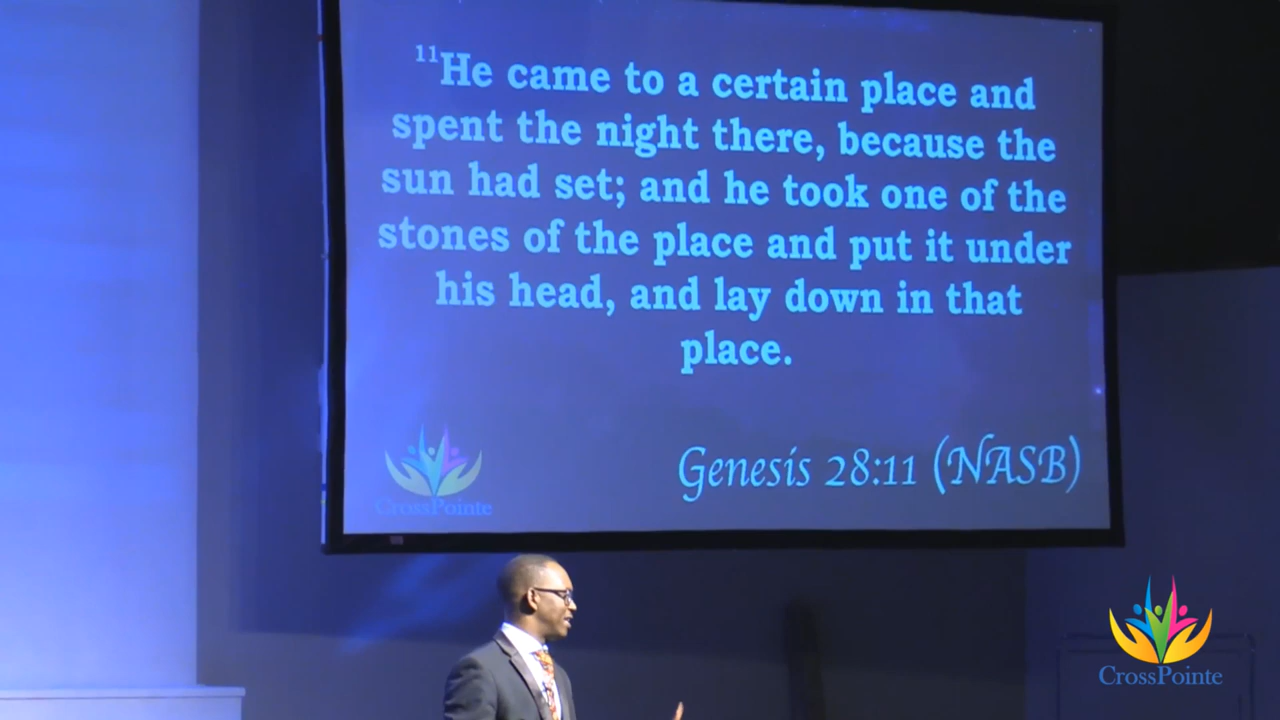 ¹¹He came to a certain place and
spent the night there, because the
sun had set; and he took one of the
stones of the place and put it under
his head, and lay down in that
place.
Genesis 28:11 (NASB)
CrossPointe
CrossPointe